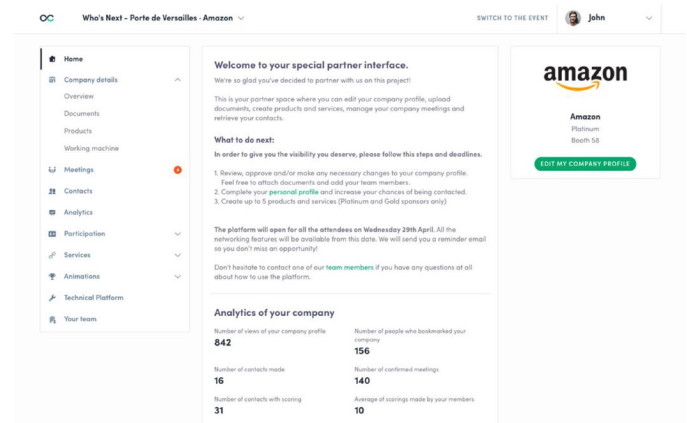 Who's Next - Porte de Versailles - Amazon
SWITCH TO THE EVENT
John
Home
Company details
Overview
Documents
Products
Working machine
Meetings
Contacts
Analytics
Participation
Services
Animations
Technical Platform
Your team
Welcome to your special partner interface.
We're so glad you've decided to partner with us on this project!
This is your partner space where you can edit your company profile, upload
documents, create products and services, manage your company meetings and
retrieve your contacts.
What to do next:
In order to give you the visibility you deserve, please follow this steps and deadlines.
1. Review, approve and/or make any necessary changes to your company profile.
Feel free to attach documents and add your team members.
2. Complete your personal profile and increase your chances of being contacted.
3. Create up to 5 products and services (Platinum and Gold sponsors only)
The platform will open for all the attendees on Wednesday 29th April. All the
networking features will be available from this date. We will send you a reminder email
so you don't miss an opportunity!
Don't hesitate to contact one of our team members if you have any questions at all
about how to use the platform.
Analytics of your company
Number of views of your company profile
842
Number of people who bookmarked your
company
156
Number of contacts made
16
Number of confirmed meetings
140
Number of contacts with scoring
31
Average of scorings made by your members
10
amazon
Amazon
Platinum
Booth 58
EDIT MY COMPANY PROFILE